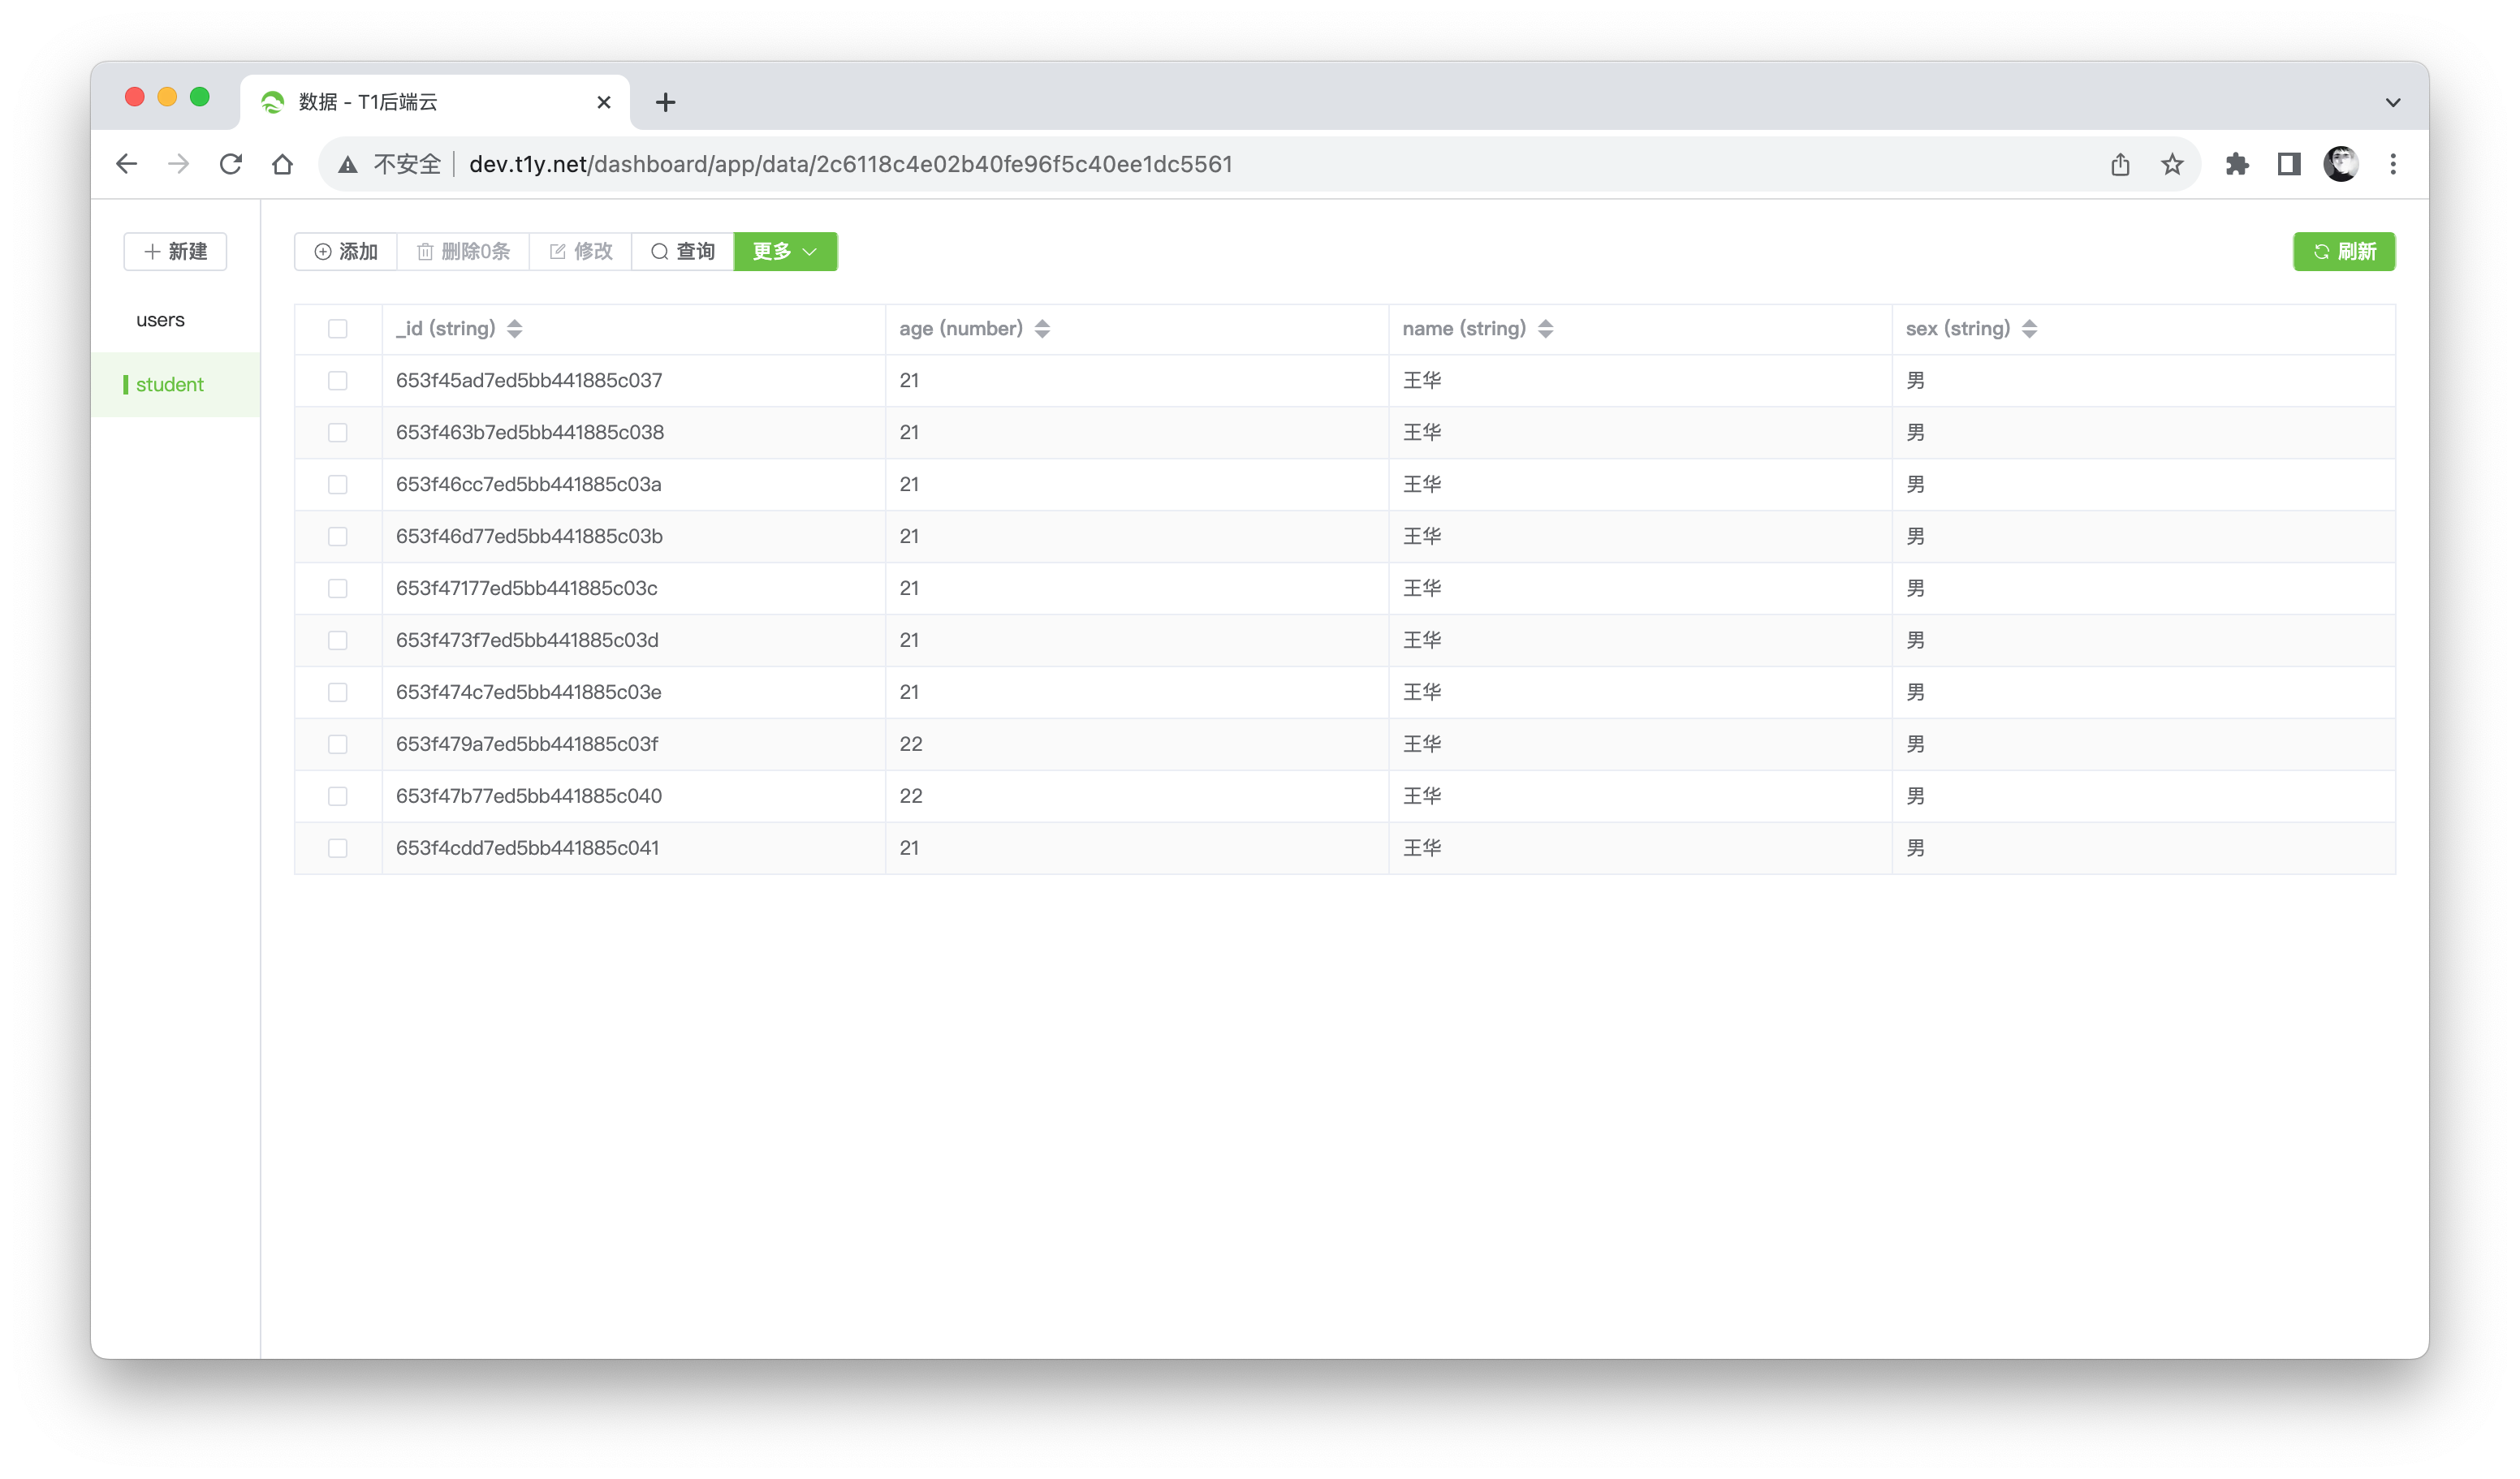 数据 - T1后端云
不安全 dev.t1y.net/dashboard/app/data/2c6118c4e02b40fe96f5c40ee1dc5561
新建 添加 删除0条 修改 查询 更多 刷新
users
student
_id (string) age (number) name (string) sex (string)
653f45ad7ed5bb441885c037 21 王华 男
653f463b7ed5bb441885c038 21 王华 男
653f46cc7ed5bb441885c03a 21 王华 男
653f46d77ed5bb441885c03b 21 王华 男
653f47177ed5bb441885c03c 21 王华 男
653f473f7ed5bb441885c03d 21 王华 男
653f474c7ed5bb441885c03e 21 王华 男
653f479a7ed5bb441885c03f 22 王华 男
653f47b77ed5bb441885c040 22 王华 男
653f4cdd7ed5bb441885c041 21 王华 男